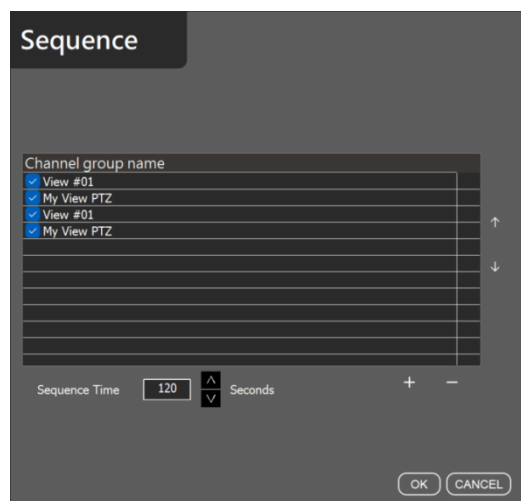 Sequence
Channel group name
View #01
My View PTZ
View #01
My View PTZ
Sequence Time 120 Seconds
OK CANCEL